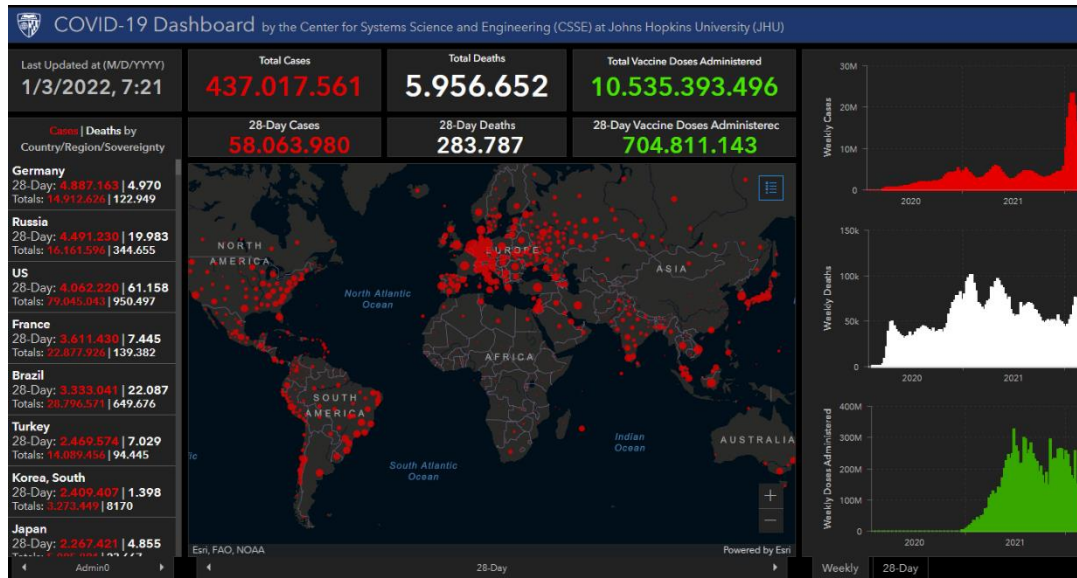 COVID-19 Dashboard by the Center for Systems Science and Engineering (CSSE) at Johns Hopkins University (JHU)
Last Updated at (M/D/YYYY)
1/3/2022, 7:21
Total Cases
437.017.561
Total Deaths
5.956.652
Total Vaccine Doses Administered
10.535.393.496
28-Day Cases
58.063.980
28-Day Deaths
283.787
28-Day Vaccine Doses Administerec
704.811.143
Cases | Deaths by
Country/Region/Sovereignty
Germany
28-Day: 4.887.163 | 4.970
Totals: 14.912.626 | 122.949
Russia
28-Day: 4.491.230 | 19.983
Totals: 16.161.596 | 344.655
US
28-Day: 4.062.220 | 61.158
Totals: 79.045.043 | 950.497
France
28-Day: 3.611.430 | 7.445
Totals: 22.877.926 | 139.382
Brazil
28-Day: 3.333.041 | 22.087
Totals: 28.796.571 | 649.676
Turkey
28-Day: 2.469.574 | 7.029
Totals: 14.089.456 | 94.445
Korea, South
28-Day: 2.409.407 | 1.398
Totals: 3.273.449 | 8170
Japan
28-Day: 2.267.421 | 4.855
Admin0
NORTH
AMERICA
North Atlantic
Ocean
EUROPE
ASIA
AFRICA
SOUTH
AMERICA
South Atlantic
Ocean
Indian
Ocean
AUSTRALIA
Esri, FAO, NOAA
Powered by Esri
28-Day
Weekly Cases
30M
20M
10M
0
2020
2021
Weekly Deaths
150k
100k
50k
0
2020
2021
Weekly Doses Administered
400M
300M
200M
100M
0
2020
2021
Weekly
28-Day